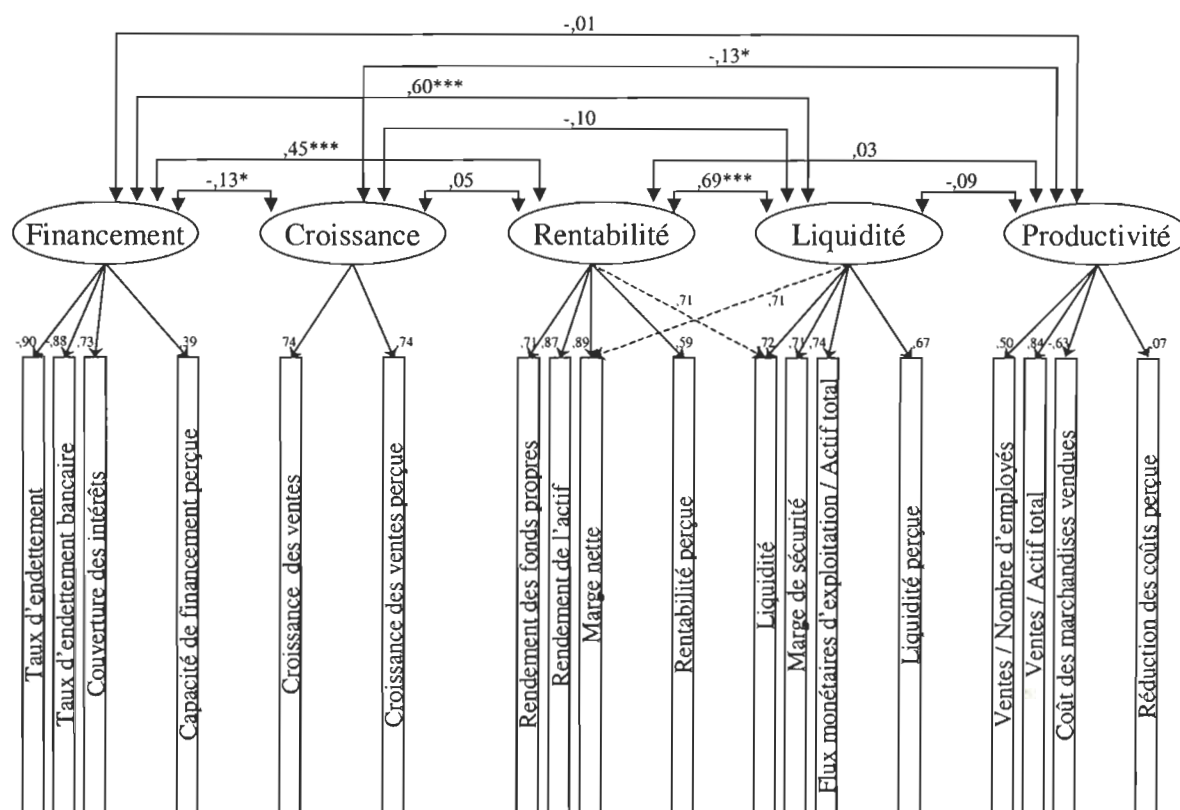 -,01
-,13*
,60***
-,10
,45***
,03
-,13*
,05
,69***
-,09
Financement
Croissance
Rentabilité
Liquidité
Productivité
,71
,71
-,90
-,88
,73
,39
,74
,74
,71
,87
,89
,59
,72
,71
,74
,67
,50
,84
-,63
,07
Taux d'endettement
Taux d'endettement bancaire
Couverture des intérêts
Capacité de financement perçue
Croissance des ventes
Croissance des ventes perçue
Rendement des fonds propres
Rendement de l'actif
Marge nette
Rentabilité perçue
Liquidité
Marge de sécurité
Flux monétaires d'exploitation / Actif total
Liquidité perçue
Ventes / Nombre d'employés
Ventes / Actif total
Coût des marchandises vendues
Réduction des coûts perçue